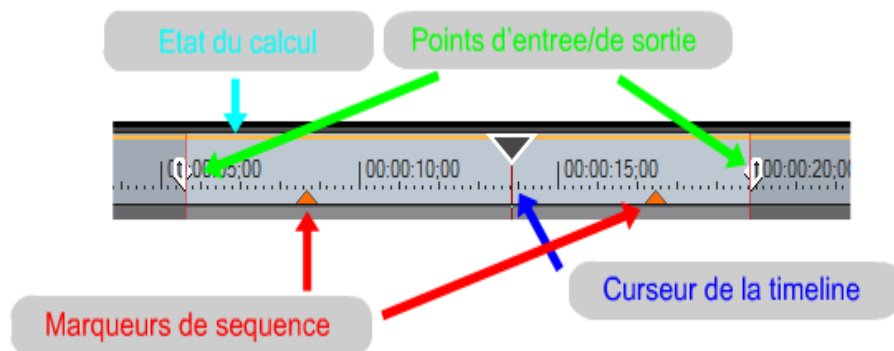 Etat du calcul
Points d'entree/de sortie
00:00:05;00 00:00:10;00 00:00:15;00 00:00:20;00
Curseur de la timeline
Marqueurs de sequence